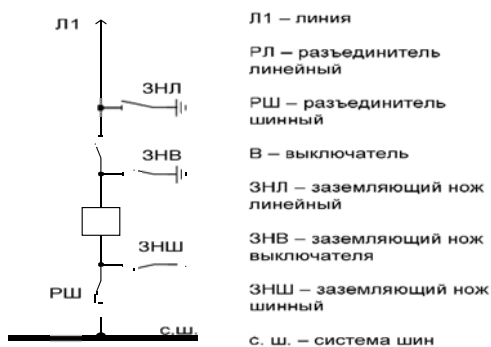 Л1
ЗНЛ
ЗНВ
ЗНШ
РШ
с.ш.
Л1 – линия
РЛ – разъединитель
линейный
РШ – разъединитель
шинный
В – выключатель
ЗНЛ – заземляющий нож
линейный
ЗНВ – заземляющий нож
выключателя
ЗНШ – заземляющий нож
шинный
с. ш. – система шин